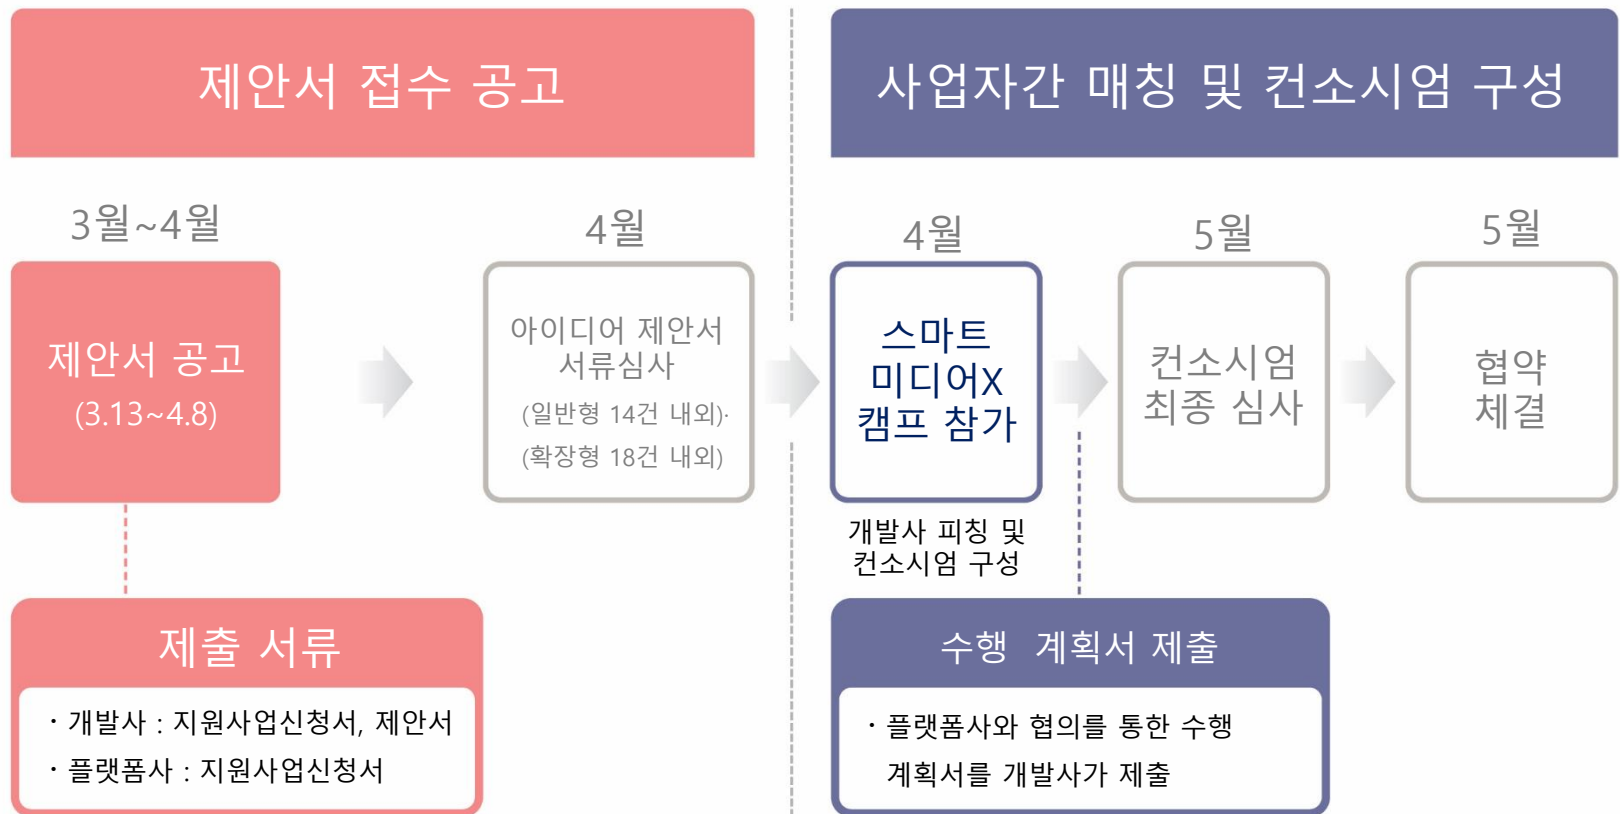 제안서 접수 공고
사업자간 매칭 및 컨소시엄 구성
3월~4월
4월
4월
5월
5월
제안서 공고
(3.13~4.8)
아이디어 제안서
서류심사
(일반형 14건 내외)·
(확장형 18건 내외)
스마트
미디어X
캠프 참가
컨소시엄
최종 심사
협약
체결
개발사 피칭 및
컨소시엄 구성
제출 서류
· 개발사 : 지원사업신청서, 제안서
· 플랫폼사 : 지원사업신청서
수행 계획서 제출
· 플랫폼사와 협의를 통한 수행
계획서를 개발사가 제출